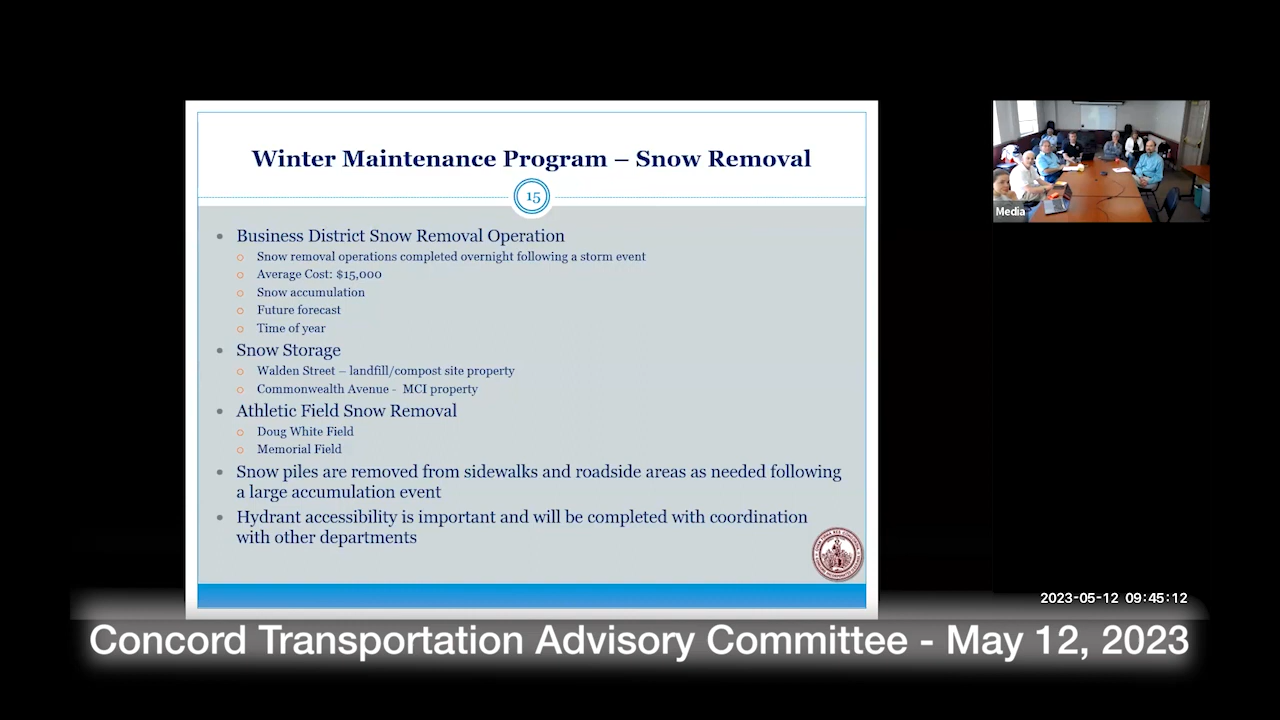 Winter Maintenance Program – Snow Removal
15
• Business District Snow Removal Operation
o Snow removal operations completed overnight following a storm event
o Average Cost: $15,000
o Snow accumulation
o Future forecast
o Time of year
• Snow Storage
o Walden Street – landfill/compost site property
o Commonwealth Avenue - MCI property
• Athletic Field Snow Removal
o Doug White Field
o Memorial Field
• Snow piles are removed from sidewalks and roadside areas as needed following
a large accumulation event
• Hydrant accessibility is important and will be completed with coordination
with other departments
Media
2023-05-12 09:45:12
Concord Transportation Advisory Committee - May 12, 2023